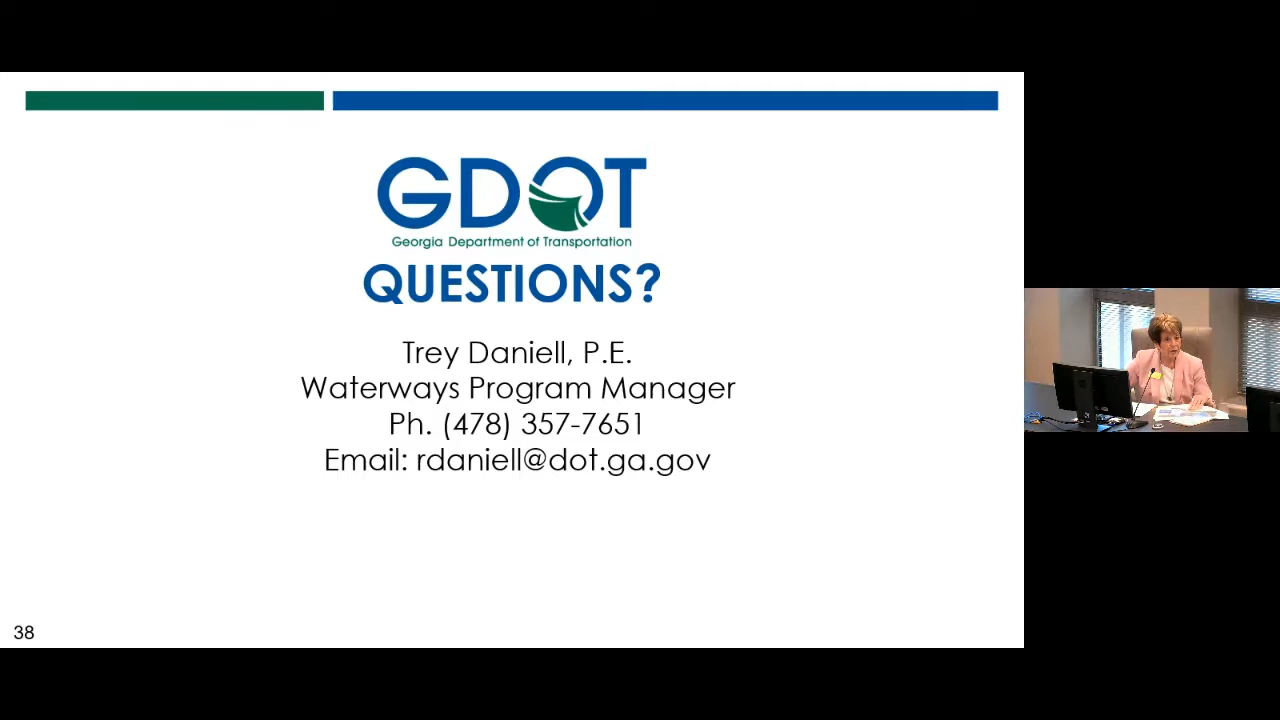 GDOT
Georgia Department of Transportation
QUESTIONS?
Trey Daniell, P.E.
Waterways Program Manager
Ph. (478) 357-7651
Email: rdaniell@dot.ga.gov
38